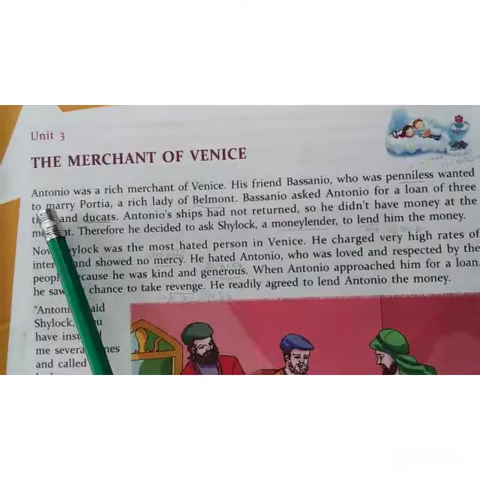 Unit 3
THE MERCHANT OF VENICE
Antonio was a rich merchant of Venice. His friend Bassanio, who was penniless wanted
to marry Portia, a rich lady of Belmont. Bassanio asked Antonio for a loan of three
and ducats. Antonio's ships had not returned, so he didn't have money at the
Therefore he decided to ask Shylock, a moneylender, to lend him the money.
Shylock was the most hated person in Venice. He charged very high rates of
and showed no mercy. He hated Antonio, who was loved and respected by the
because he was kind and generous. When Antonio approached him for a loan,
he chance to take revenge. He readily agreed to lend Antonio the money.
said
Shylock,
have
me
and called